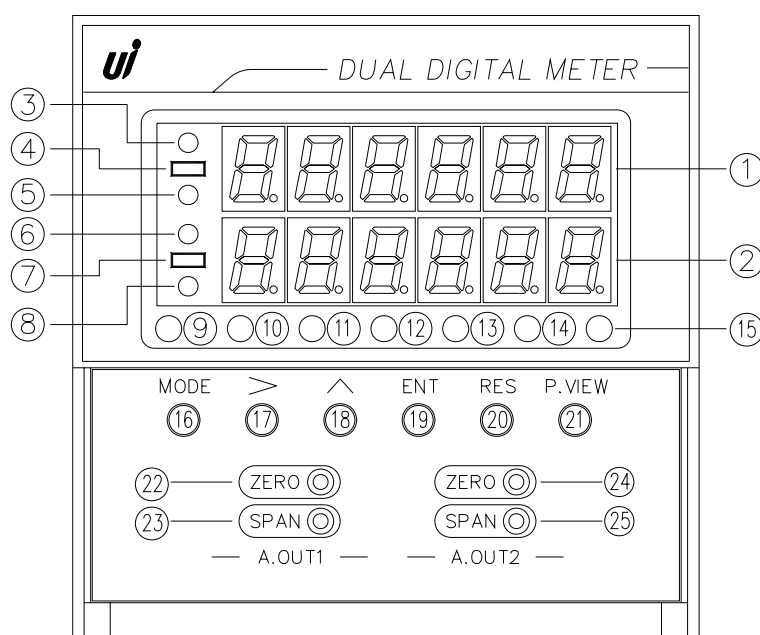 ui
DUAL DIGITAL METER
3
4
1
5
6
7
2
8
9 10 11 12 13 14 15
MODE > ^ ENT RES P.VIEW
16 17 18 19 20 21
22 ZERO ZERO 24
23 SPAN SPAN 25
A.OUT1 A.OUT2